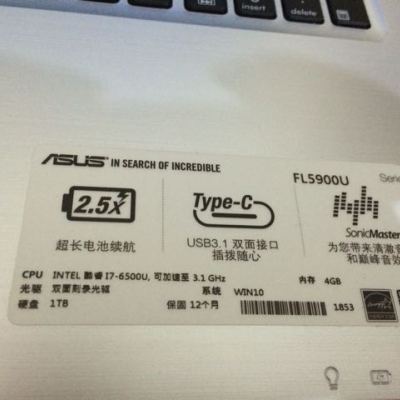 insert
delete
ASUS IN SEARCH OF INCREDIBLE
FL5900U Serie
2.5X
Type-C
SonicMaster
超长电池续航
USB3.1 双面接口
插拨随心
为您带来清澈音
和巅峰音效
CPU INTEL 酷睿 I7-6500U, 可加速至 3.1 GHz 内存 4GB
光驱 双面刻录光驱 系统 WIN10
硬盘 1TB 保固 12个月 1853